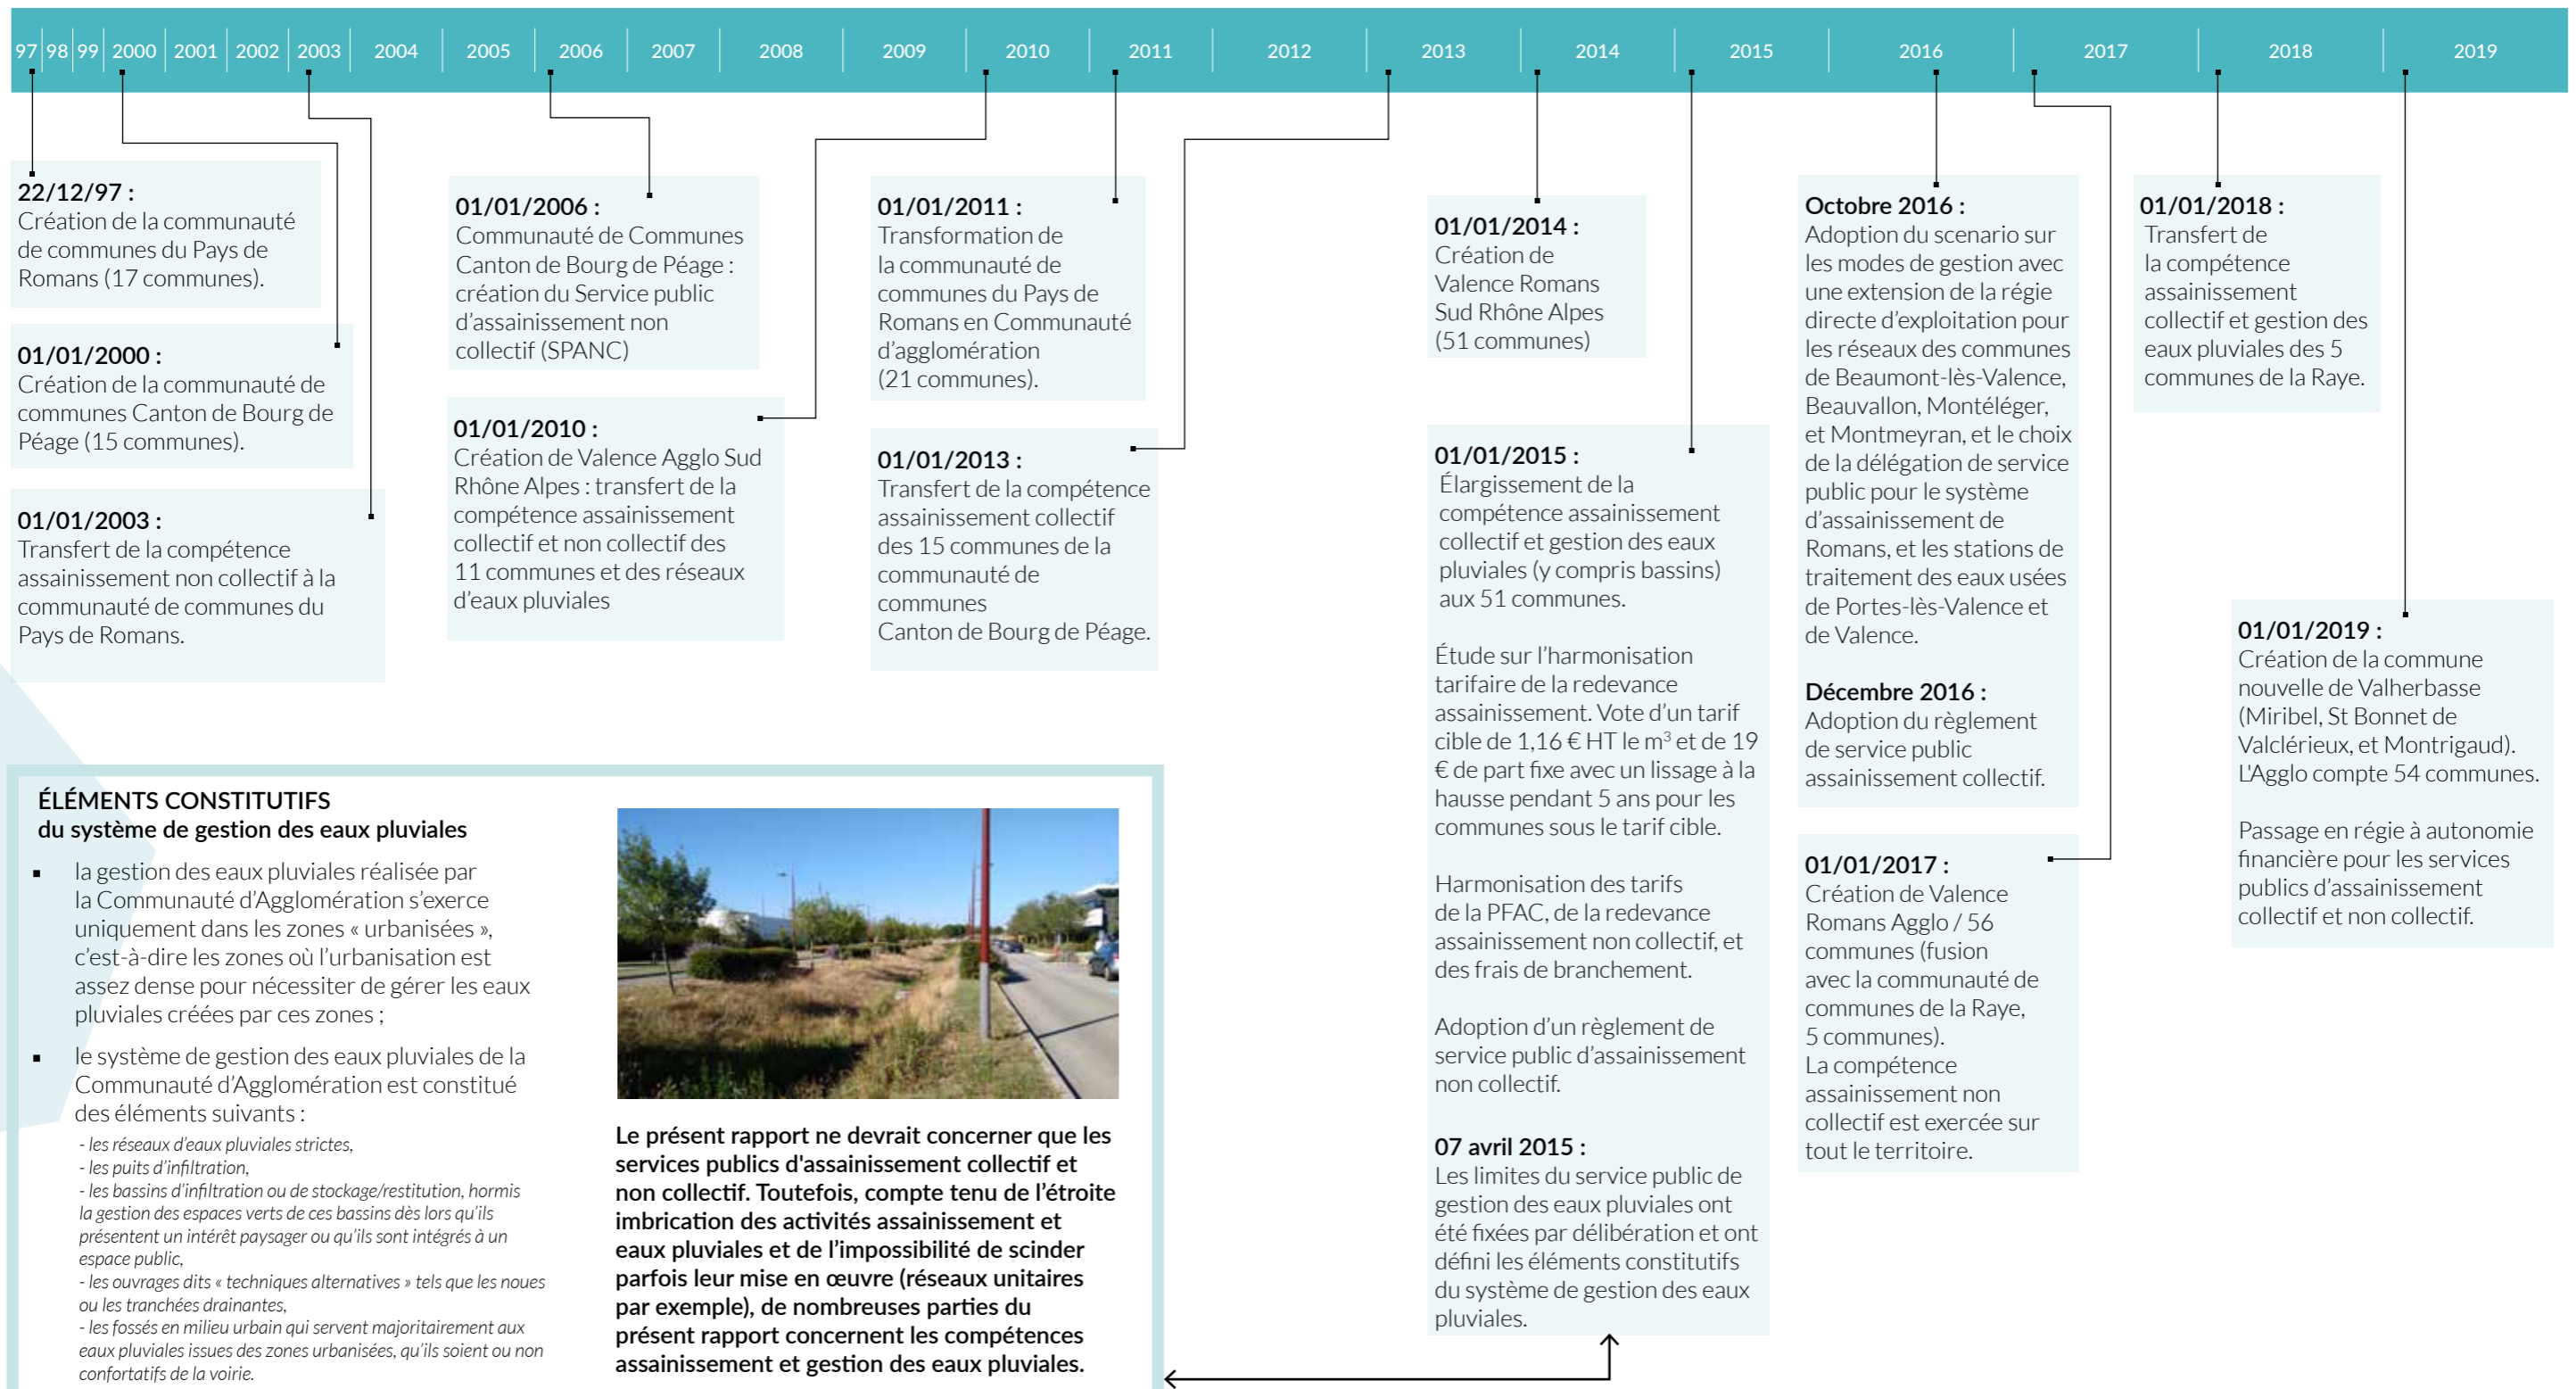 97 98 99 2000 2001 2002 2003 2004 2005 2006 2007 2008 2009 2010 2011 2012 2013 2014 2015 2016 2017 2018 2019
22/12/97 :
Création de la communauté
de communes du Pays de
Romans (17 communes).
01/01/2000 :
Création de la communauté de
communes Canton de Bourg de
Péage (15 communes).
01/01/2003 :
Transfert de la compétence
assainissement non collectif à la
communauté de communes du
Pays de Romans.
01/01/2006 :
Communauté de Communes
Canton de Bourg de Péage :
création du Service public
d'assainissement non
collectif (SPANC)
01/01/2010 :
Création de Valence Agglo Sud
Rhône Alpes : transfert de la
compétence assainissement
collectif et non collectif des
11 communes et des réseaux
d'eaux pluviales
01/01/2011 :
Transformation de
la communauté de
communes du Pays de
Romans en Communauté
d'agglomération
(21 communes).
01/01/2013 :
Transfert de la compétence
assainissement collectif
des 15 communes de la
communauté de
communes
Canton de Bourg de Péage.
01/01/2014 :
Création de
Valence Romans
Sud Rhône Alpes
(51 communes)
01/01/2015 :
Élargissement de la
compétence assainissement
collectif et gestion des eaux
pluviales (y compris bassins)
aux 51 communes.
Étude sur l'harmonisation
tarifaire de la redevance
assainissement. Vote d'un tarif
cible de 1,16 € HT le m³ et de 19
€ de part fixe avec un lissage à la
hausse pendant 5 ans pour les
communes sous le tarif cible.
Harmonisation des tarifs
de la PFAC, de la redevance
assainissement non collectif, et
des frais de branchement.
Adoption d'un règlement de
service public d'assainissement
non collectif.
07 avril 2015 :
Les limites du service public de
gestion des eaux pluviales ont
été fixées par délibération et ont
défini les éléments constitutifs
du système de gestion des eaux
pluviales.
Octobre 2016 :
Adoption du scenario sur
les modes de gestion avec
une extension de la régie
directe d'exploitation pour
les réseaux des communes
de Beaumont-lès-Valence,
Beauvallon, Montéléger,
et Montmeyran, et le choix
de la délégation de service
public pour le système
d'assainissement de
Romans, et les stations de
traitement des eaux usées
de Portes-lès-Valence et
de Valence.
Décembre 2016 :
Adoption du règlement
de service public
assainissement collectif.
01/01/2017 :
Création de Valence
Romans Agglo / 56
communes (fusion
avec la communauté de
communes de la Raye,
5 communes).
La compétence
assainissement non
collectif est exercée sur
tout le territoire.
01/01/2018 :
Transfert de
la compétence
assainissement
collectif et gestion des
eaux pluviales des 5
communes de la Raye.
01/01/2019 :
Création de la commune
nouvelle de Valherbasse
(Miribel, St Bonnet de
Valclérieux, et Montrigaud).
L'Agglo compte 54 communes.
Passage en régie à autonomie
financière pour les services
publics d'assainissement
collectif et non collectif.
ÉLÉMENTS CONSTITUTIFS
du système de gestion des eaux pluviales
▪ la gestion des eaux pluviales réalisée par
la Communauté d'Agglomération s'exerce
uniquement dans les zones « urbanisées »,
c'est-à-dire les zones où l'urbanisation est
assez dense pour nécessiter de gérer les eaux
pluviales créées par ces zones ;
▪ le système de gestion des eaux pluviales de la
Communauté d'Agglomération est constitué
des éléments suivants :
- les réseaux d'eaux pluviales strictes,
- les puits d'infiltration,
- les bassins d'infiltration ou de stockage/restitution, hormis
la gestion des espaces verts de ces bassins dès lors qu'ils
présentent un intérêt paysager ou qu'ils sont intégrés à un
espace public,
- les ouvrages dits « techniques alternatives » tels que les noues
ou les tranchées drainantes,
- les fossés en milieu urbain qui servent majoritairement aux
eaux pluviales issues des zones urbanisées, qu'ils soient ou non
confortatifs de la voirie.
Le présent rapport ne devrait concerner que les
services publics d'assainissement collectif et
non collectif. Toutefois, compte tenu de l'étroite
imbrication des activités assainissement et
eaux pluviales et de l'impossibilité de scinder
parfois leur mise en œuvre (réseaux unitaires
par exemple), de nombreuses parties du
présent rapport concernent les compétences
assainissement et gestion des eaux pluviales.